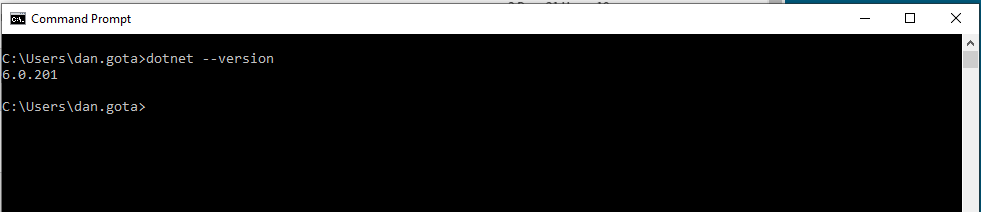 Command Prompt
C:\Users\dan.gota>dotnet --version
6.0.201
C:\Users\dan.gota>